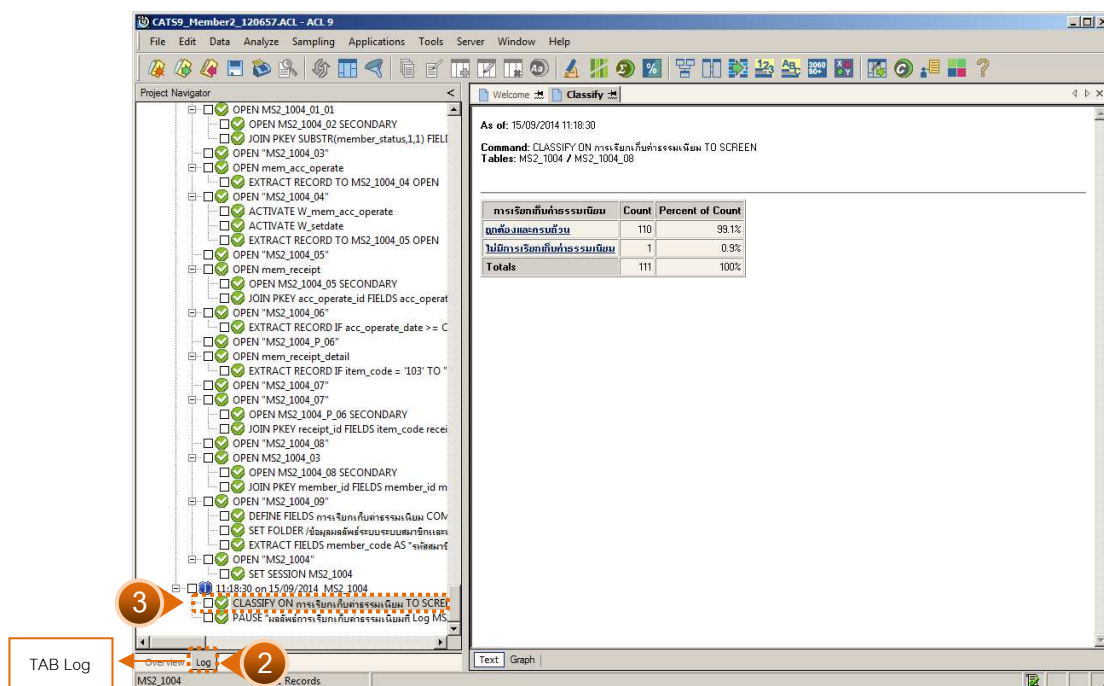 CATS9_Member2_120657.ACL - ACL 9
File Edit Data Analyze Sampling Applications Tools Server Window Help
Project Navigator
<
OPEN MS2_1004_01_01
OPEN MS2_1004_02 SECONDARY
JOIN PKEY SUBSTR(member_status,1,1) FIEL
OPEN "MS2_1004_03"
OPEN mem_acc_operate
EXTRACT RECORD TO MS2_1004_04 OPEN
OPEN "MS2_1004_04"
ACTIVATE W_mem_acc_operate
ACTIVATE W_setdate
EXTRACT RECORD TO MS2_1004_05 OPEN
OPEN "MS2_1004_05"
OPEN mem_receipt
OPEN MS2_1004_05 SECONDARY
JOIN PKEY acc_operate_id FIELDS acc_operat
OPEN "MS2_1004_06"
EXTRACT RECORD IF acc_operate_date >= C
OPEN "MS2_1004_P_06"
OPEN mem_receipt_detail
EXTRACT RECORD IF item_code = '103' TO "
OPEN "MS2_1004_07"
OPEN "MS2_1004_07"
OPEN MS2_1004_P_06 SECONDARY
JOIN PKEY receipt_id FIELDS item_code recei
OPEN "MS2_1004_08"
OPEN MS2_1004_03
OPEN MS2_1004_08 SECONDARY
JOIN PKEY member_id FIELDS member_id m
OPEN "MS2_1004_09"
DEFINE FIELDS การเรียกเก็บค่าธรรมเนียม COM
SET FOLDER /ข้อมูลผลลัพธ์ระบบระบบสมาชิกและ
EXTRACT FIELDS member_code AS "รหัสสมาชิ
OPEN "MS2_1004"
SET SESSION MS2_1004
11:18:30 on 15/09/2014 MS2_1004
3
CLASSIFY ON การเรียกเก็บค่าธรรมเนียม TO SCREE
PAUSE "ผลลัพธ์การเรียกเก็บค่าธรรมเนียมที่ Log MS
TAB Log
Overview Log
2
MS2_1004
Records
Welcome Classify
As of: 15/09/2014 11:18:30
Command: CLASSIFY ON การเรียกเก็บค่าธรรมเนียม TO SCREEN
Tables: MS2_1004 / MS2_1004_08
การเรียกเก็บค่าธรรมเนียม Count Percent of Count
ถูกต้องและครบถ้วน 110 99.1%
ไม่มีการเรียกเก็บค่าธรรมเนียม 1 0.9%
Totals 111 100%
Text Graph